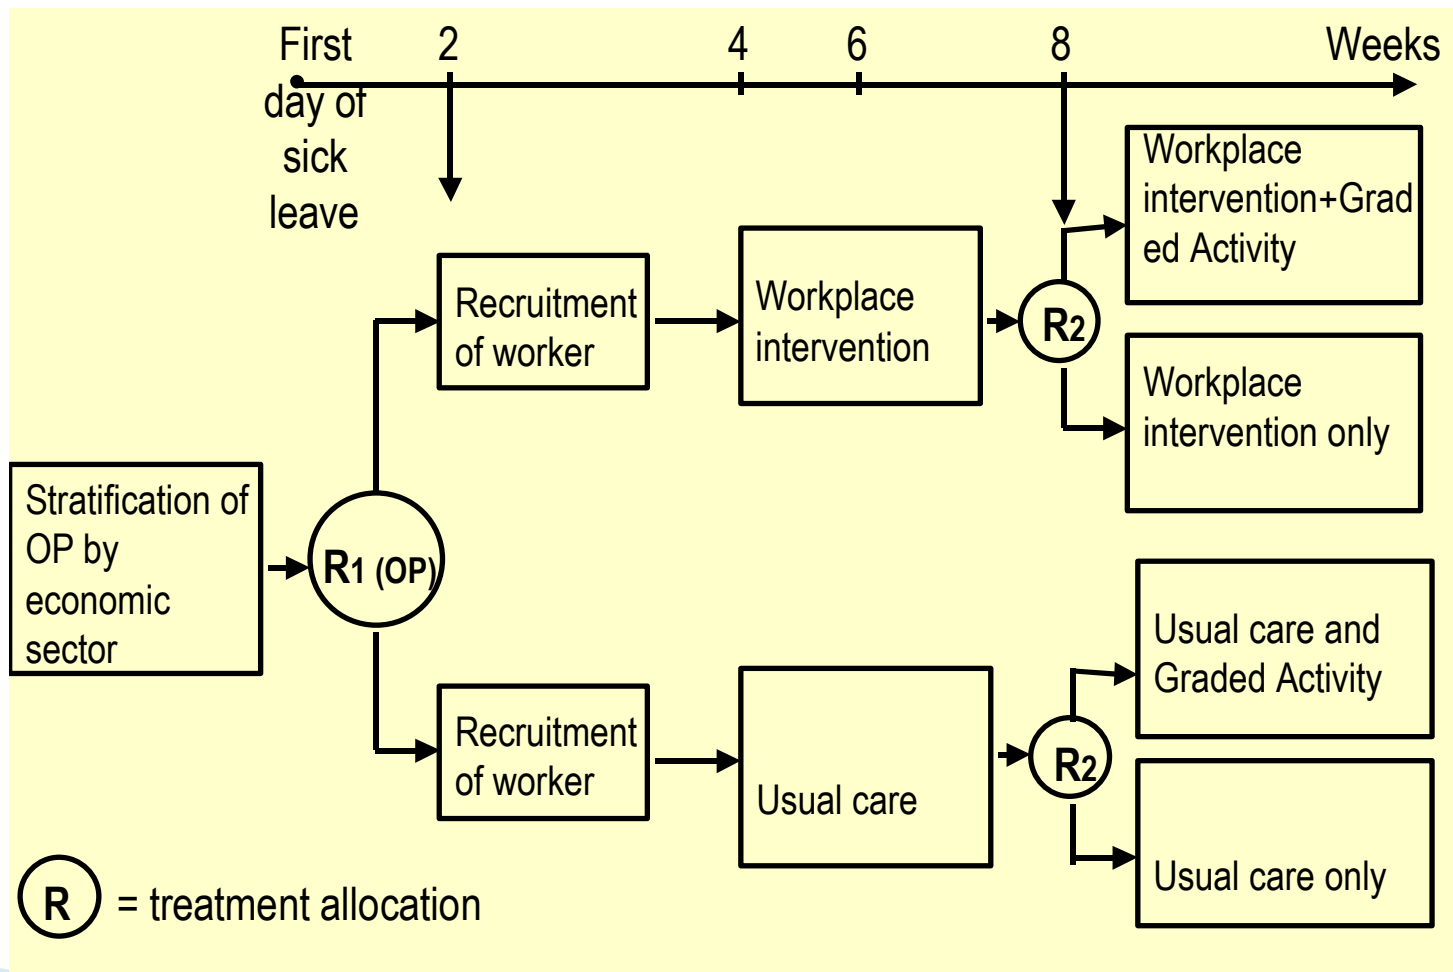 First
day of
sick
leave
2
4
6
8
Weeks
Workplace
intervention+Grad
ed Activity
Recruitment
of worker
Workplace
intervention
R2
Workplace
intervention only
Stratification of
OP by
economic
sector
R1 (OP)
Usual care and
Graded Activity
Recruitment
of worker
Usual care
R2
Usual care only
R = treatment allocation